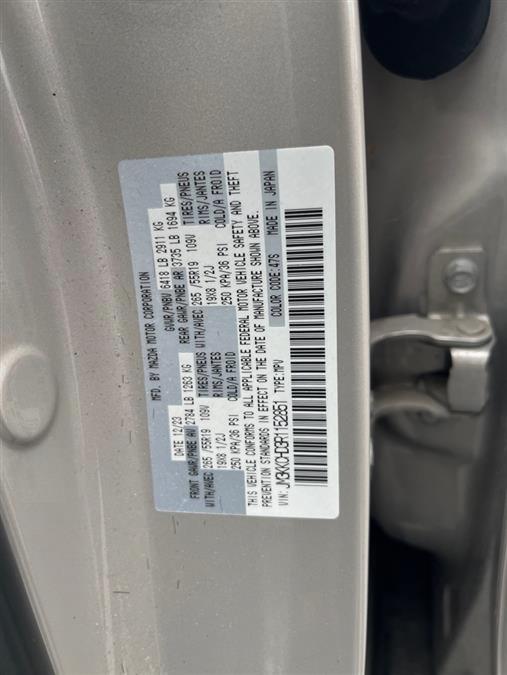 MFD. BY MAZDA MOTOR CORPORATION
DATE 12/23 GVWR/PNBV 6418 LB 2911 KG
FRONT GAWR/PNBE AV 2784 LB 1263 KG REAR GAWR/PNBE AR 3735 LB 1694 KG
WITH/AVEC 265 /55R19 109V TIRES/PNEUS WITH/AVEC 265 /55R19 109V TIRES/PNEUS
19X8 1/2J RIMS/JANTES 19X8 1/2J RIMS/JANTES
250 KPA/36 PSI COLD/A FROID 250 KPA/36 PSI COLD/A FROID
THIS VEHICLE CONFORMS TO ALL APPLICABLE FEDERAL MOTOR VEHICLE SAFETY AND THEFT
PREVENTION STANDARDS IN EFFECT ON THE DATE OF MANUFACTURE SHOWN ABOVE.
VIN: TYPE:MPV COLOR CODE:47S MADE IN JAPAN